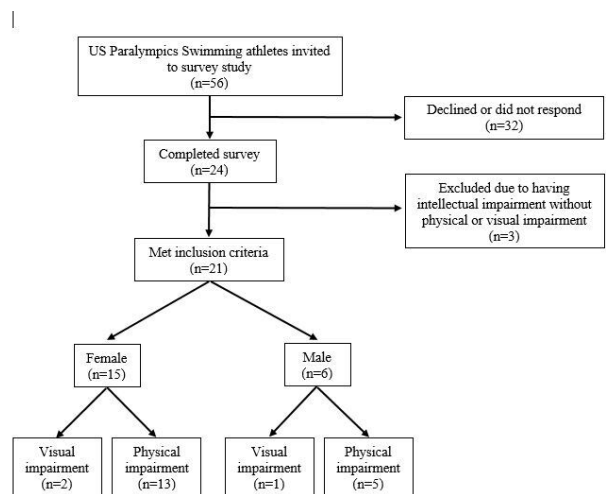 US Paralympics Swimming athletes invited
to survey study
(n=56)
Declined or did not respond
(n=32)
Completed survey
(n=24)
Excluded due to having
intellectual impairment without
physical or visual impairment
(n=3)
Met inclusion criteria
(n=21)
Female
(n=15)
Male
(n=6)
Visual
impairment
(n=2)
Physical
impairment
(n=13)
Visual
impairment
(n=1)
Physical
impairment
(n=5)